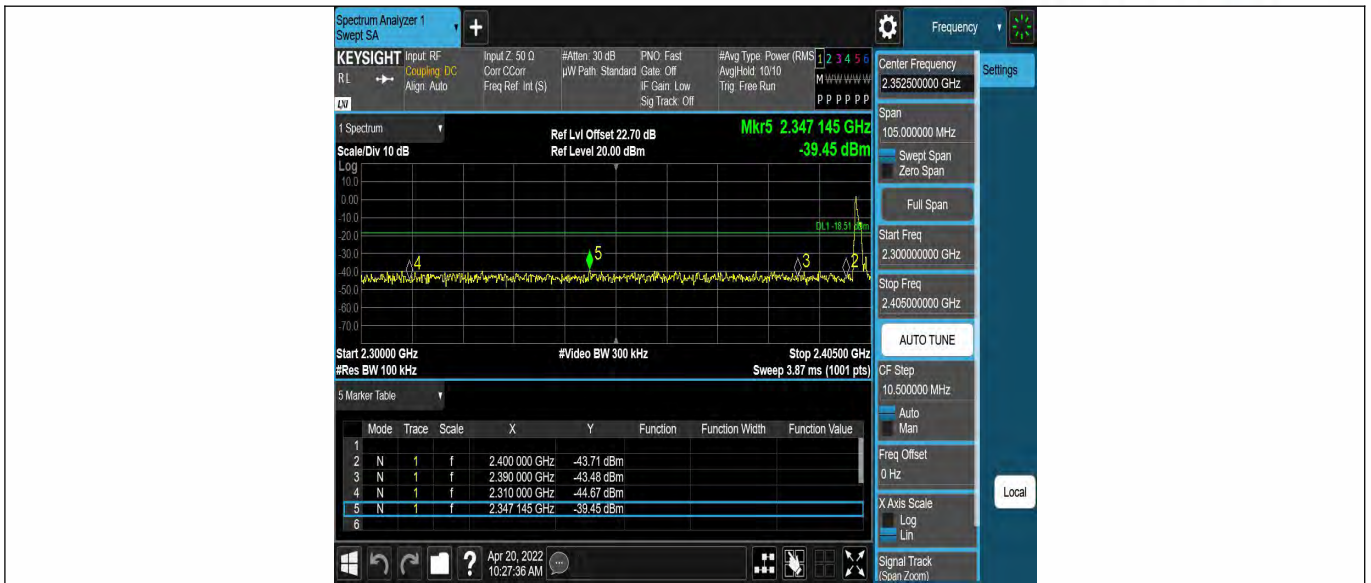 Spectrum Analyzer 1
Swept SA
+
Frequency
KEYSIGHT
RL
LXI
Input: RF
Coupling: DC
Align: Auto
Input Z: 50 Ω
Corr CCorr
Freq Ref: Int (S)
#Atten: 30 dB
µW Path: Standard
PNO: Fast
Gate: Off
IF Gain: Low
Sig Track: Off
#Avg Type: Power (RMS
Avg|Hold: 10/10
Trig: Free Run
1 2 3 4 5 6
M W W W W W
P P P P P P
1 Spectrum
Scale/Div 10 dB
Ref Lvl Offset 22.70 dB
Ref Level 20.00 dBm
Mkr5 2.347 145 GHz
-39.45 dBm
Log
10.0
0.00
-10.0
-20.0
-30.0
-40.0
-50.0
-60.0
-70.0
DL1 -18.51 dBm
4
5
3
2
Start 2.30000 GHz
#Res BW 100 kHz
#Video BW 300 kHz
Stop 2.40500 GHz
Sweep 3.87 ms (1001 pts)
5 Marker Table
Mode Trace Scale X Y Function Function Width Function Value
1
2 N 1 f 2.400 000 GHz -43.71 dBm
3 N 1 f 2.390 000 GHz -43.48 dBm
4 N 1 f 2.310 000 GHz -44.67 dBm
5 N 1 f 2.347 145 GHz -39.45 dBm
6
?
Apr 20, 2022
10:27:36 AM
Center Frequency
2.352500000 GHz
Settings
Span
105.000000 MHz
Swept Span
Zero Span
Full Span
Start Freq
2.300000000 GHz
Stop Freq
2.405000000 GHz
AUTO TUNE
CF Step
10.500000 MHz
Auto
Man
Freq Offset
0 Hz
Local
X Axis Scale
Log
Lin
Signal Track
(Span Zoom)